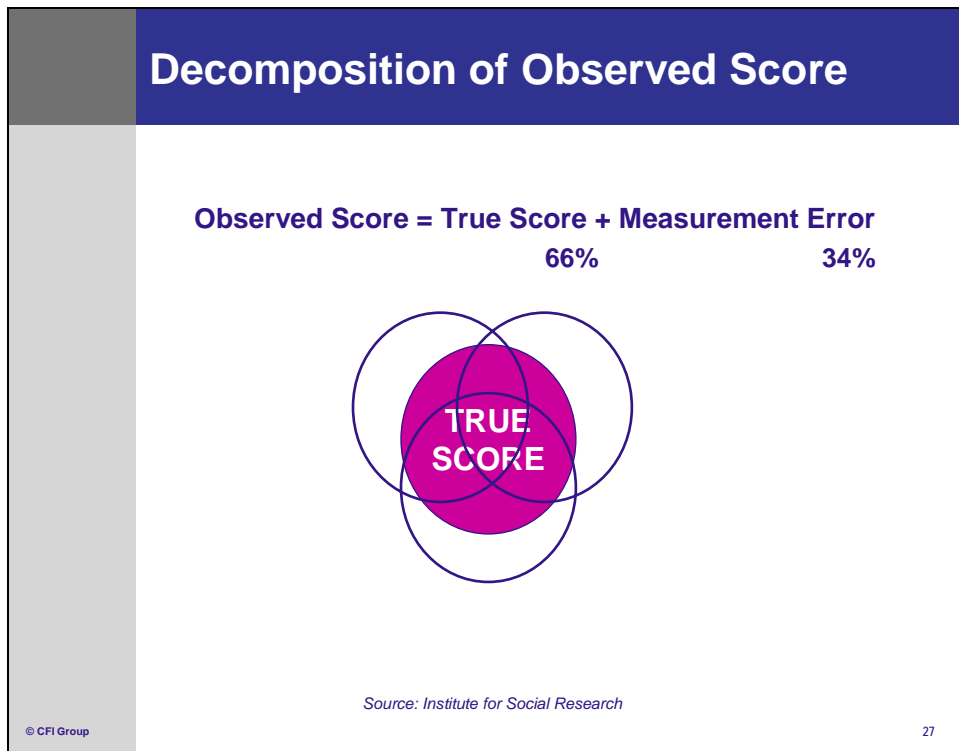 Decomposition of Observed Score
Observed Score = True Score + Measurement Error
66% 34%
TRUE
SCORE
Source: Institute for Social Research
© CFI Group 27